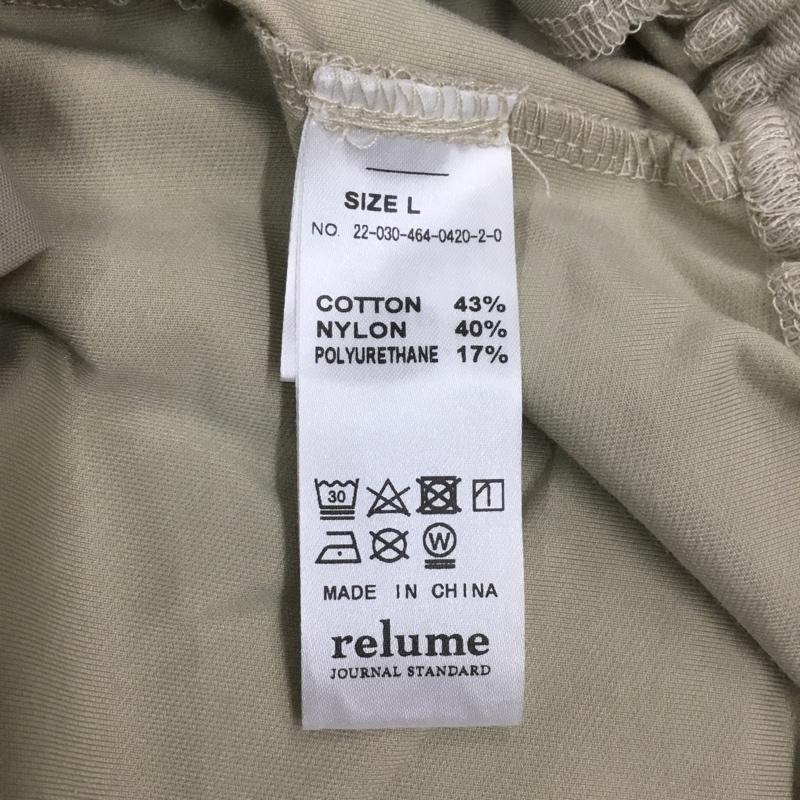 SIZE L
NO. 22-030-464-0420-2-0
COTTON 43%
NYLON 40%
POLYURETHANE 17%
30
W
MADE IN CHINA
relume
JOURNAL STANDARD